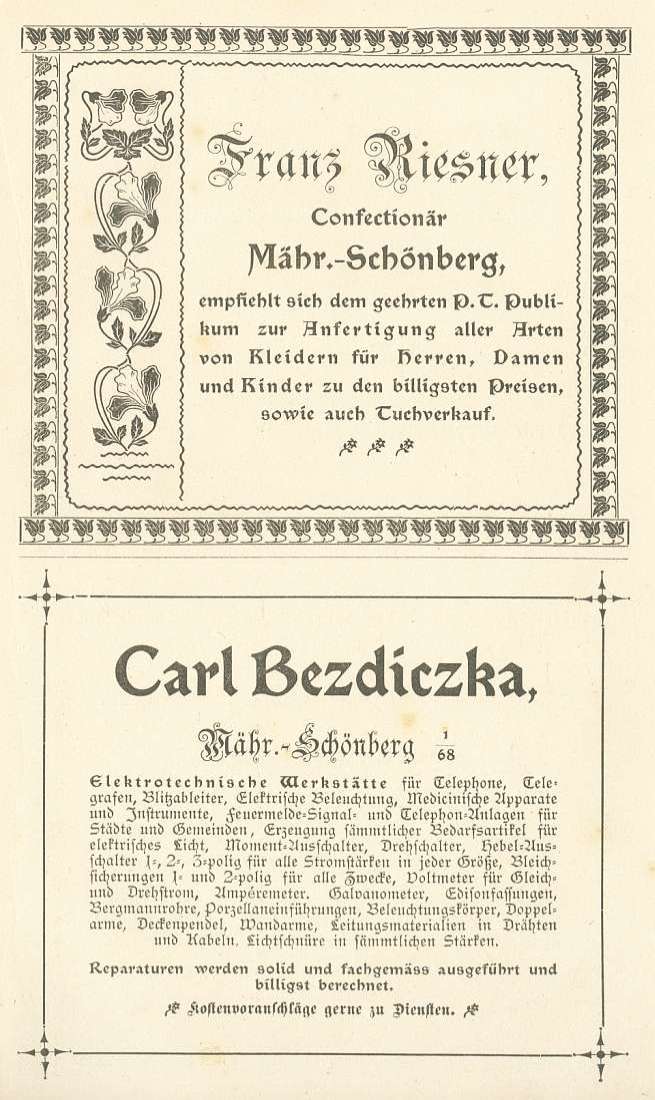 Franz Riesner,
Confectionär
Mähr.-Schönberg,
empfiehlt sich dem geehrten P. T. Publi-
kum zur Anfertigung aller Arten
von Kleidern für Herren, Damen
und Kinder zu den billigsten Preisen,
sowie auch Tuchverkauf.
Carl Bezdiczka,
Mähr.-Schönberg 1/68
Elektrotechnische Werkstätte für Telephone, Tele-
grafen, Blitzableiter, Elektrische Beleuchtung, Medicinische Apparate
und Instrumente, Feuermelde-Signal- und Telephon-Anlagen für
Städte und Gemeinden, Erzeugung sämmtlicher Bedarfsartikel für
elektrisches Licht, Moment-Ausschalter, Drehschalter, Hebel-Aus-
schalter 1-, 2-, 3-polig für alle Stromstärken in jeder Größe, Bleich-
sicherungen 1- und 2-polig für alle Zwecke, Voltmeter für Gleich-
und Drehstrom, Ampéremeter. Galvanometer, Edisonfassungen,
Bergmannrohre, Porzellaneinführungen, Beleuchtungskörper, Doppel-
arme, Deckenpendel, Wandarme, Leitungsmaterialien in Drähten
und Kabeln. Lichtschnüre in sämmtlichen Stärken.
Reparaturen werden solid und fachgemäss ausgeführt und
billigst berechnet.
Kostenvoranschläge gerne zu Diensten.